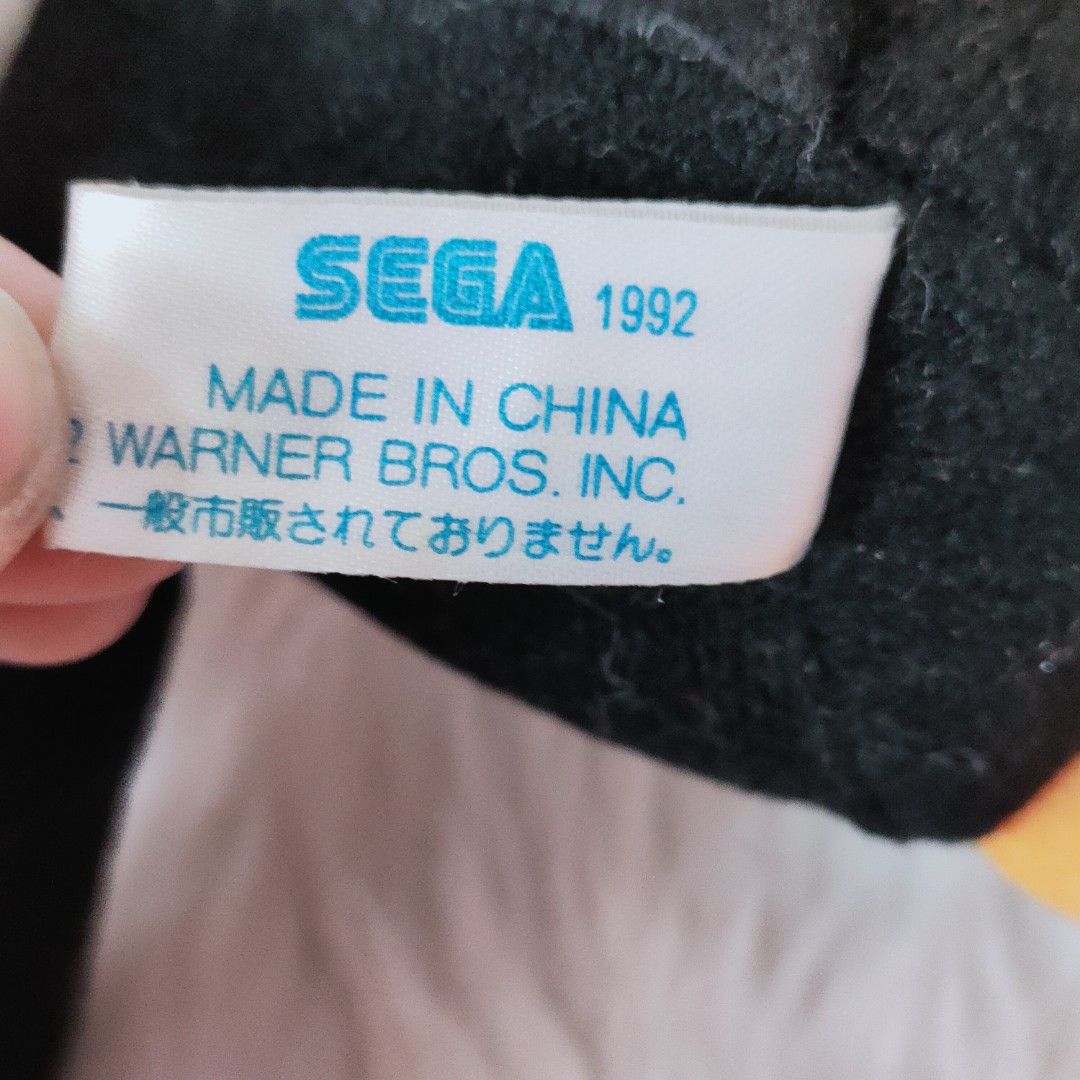 SEGA 1992
MADE IN CHINA
2 WARNER BROS. INC.
、一般市販されておりません。